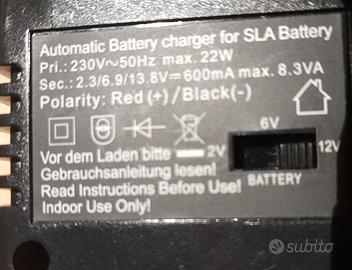 Automatic Battery charger for SLA Battery
Pri.: 230V~50Hz max. 22W
Sec.: 2.3/6.9/13.8V⎓600mA max. 8.3VA
Polarity: Red(+)/Black(-)
6V
Vor dem Laden bitte 2V 12V
Gebrauchsanleitung lesen!
Read Instructions Before Use!
BATTERY
Indoor Use Only!
subito